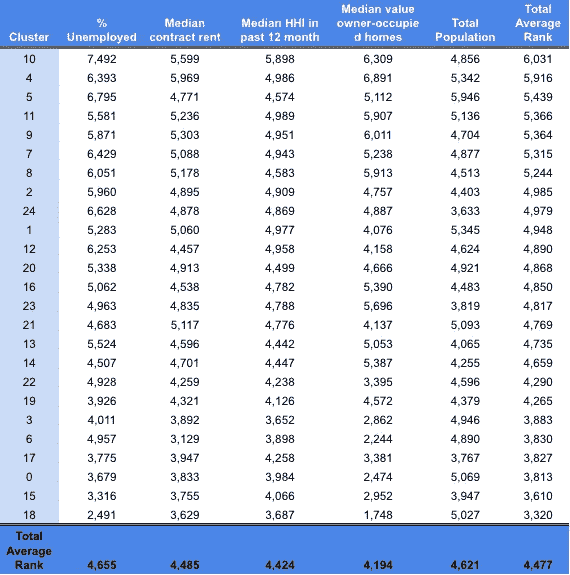 Cluster % Unemployed Median contract rent Median HHI in past 12 month Median value owner-occupie d homes Total Population Total Average Rank
10 7,492 5,599 5,898 6,309 4,856 6,031
4 6,393 5,969 4,986 6,891 5,342 5,916
5 6,795 4,771 4,574 5,112 5,946 5,439
11 5,581 5,236 4,989 5,907 5,136 5,366
9 5,871 5,303 4,951 6,011 4,704 5,364
7 6,429 5,088 4,943 5,238 4,877 5,315
8 6,051 5,178 4,583 5,913 4,513 5,244
2 5,960 4,895 4,909 4,757 4,403 4,985
24 6,628 4,878 4,869 4,887 3,633 4,979
1 5,283 5,060 4,977 4,076 5,345 4,948
12 6,253 4,457 4,958 4,158 4,624 4,890
20 5,338 4,913 4,499 4,666 4,921 4,868
16 5,062 4,538 4,782 5,390 4,483 4,850
23 4,963 4,835 4,788 5,696 3,819 4,817
21 4,683 5,117 4,776 4,137 5,093 4,769
13 5,524 4,596 4,442 5,053 4,065 4,735
14 4,507 4,701 4,447 5,387 4,255 4,659
22 4,928 4,259 4,238 3,395 4,596 4,290
19 3,926 4,321 4,126 4,572 4,379 4,265
3 4,011 3,892 3,652 2,862 4,946 3,883
6 4,957 3,129 3,898 2,244 4,890 3,830
17 3,775 3,947 4,258 3,381 3,767 3,827
0 3,679 3,833 3,984 2,474 5,069 3,813
15 3,316 3,755 4,066 2,952 3,947 3,610
18 2,491 3,629 3,687 1,748 5,027 3,320
Total Average Rank 4,655 4,485 4,424 4,194 4,621 4,477